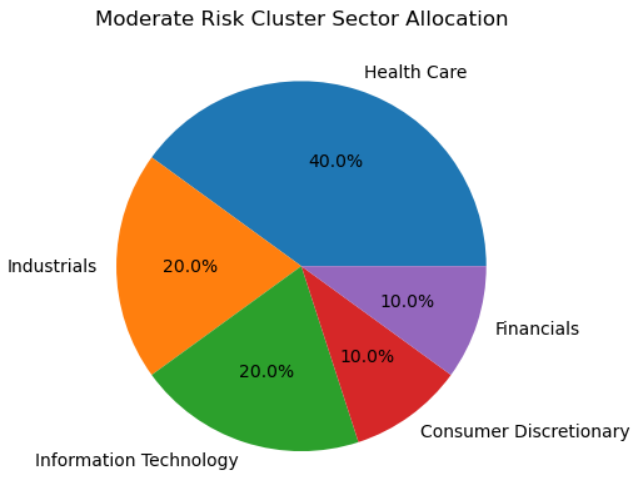 Moderate Risk Cluster Sector Allocation
Health Care
40.0%
Industrials
20.0%
20.0%
Information Technology
10.0%
Consumer Discretionary
10.0%
Financials